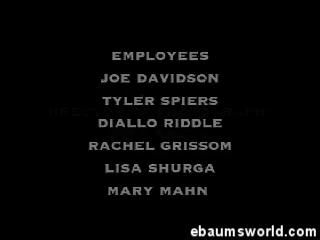 EMPLOYEES
JOE DAVIDSON
TYLER SPIERS
DIALLO RIDDLE
RACHEL GRISSOM
LISA SHURGA
MARY MAHN
ebaumsworld.com